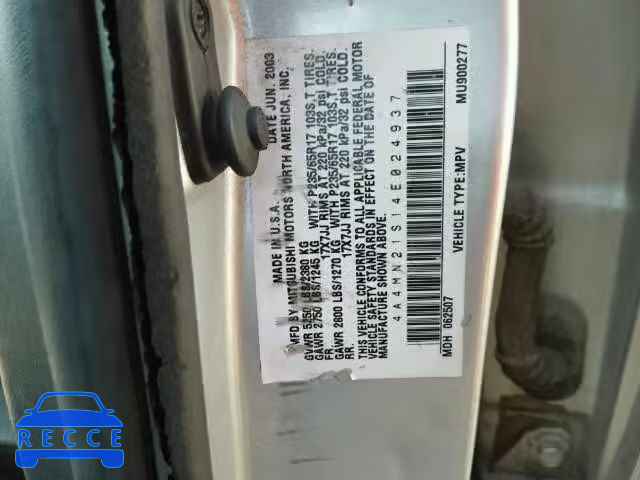 MADE IN U.S.A. DATE JUN. 2003
MFD BY MITSUBISHI MOTORS NORTH AMERICA, INC.
GVWR 5250 LBS/2380 KG
GAWR 2750 LBS/1245 KG WITH P235/65R17 103S,T TIRES,
FR. 17X7JJ RIMS AT 220 kPa/32 psi COLD.
GAWR 2800 LBS/1270 KG WITH P235/65R17 103S,T TIRES,
RR. 17X7JJ RIMS AT 220 kPa/32 psi COLD.
THIS VEHICLE CONFORMS TO ALL APPLICABLE FEDERAL MOTOR
VEHICLE SAFETY STANDARDS IN EFFECT ON THE DATE OF
MANUFACTURE SHOWN ABOVE.
4A4MN21S14E024937
MDH 062507 VEHICLE TYPE:MPV MU900277
RECCE